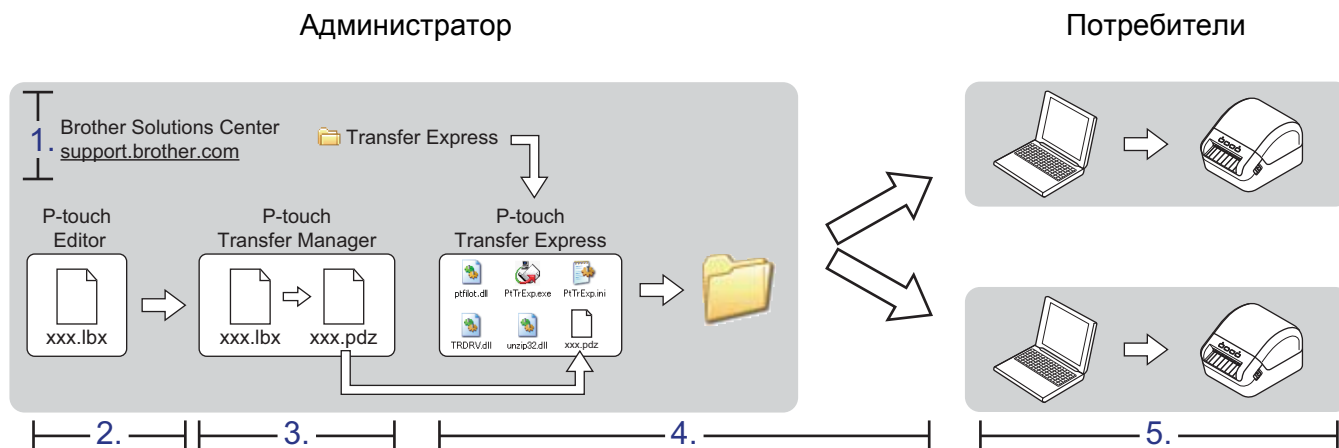 Администратор
Потребители
1.
Brother Solutions Center
support.brother.com
Transfer Express
P-touch
Editor
xxx.lbx
P-touch
Transfer Manager
xxx.lbx
xxx.pdz
P-touch
Transfer Express
ptfilot.dll
PtTrExp.exe
PtTrExp.ini
TRDRV.dll
unzip32.dll
xxx.pdz
2.
3.
4.
5.